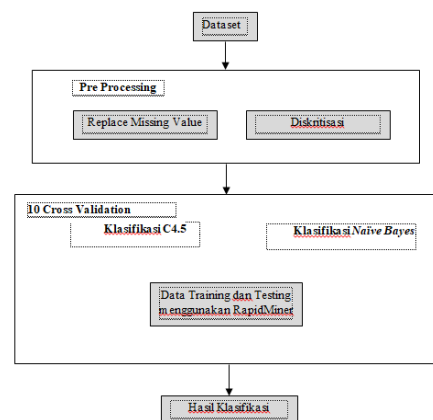 Dataset
Pre Processing
Replace Missing Value
Diskritisasi
10 Cross Validation
Klasifikasi C4.5
Klasifikasi Naïve Bayes
Data Training dan Testing
menggunakan RapidMiner
Hasil Klasifikasi